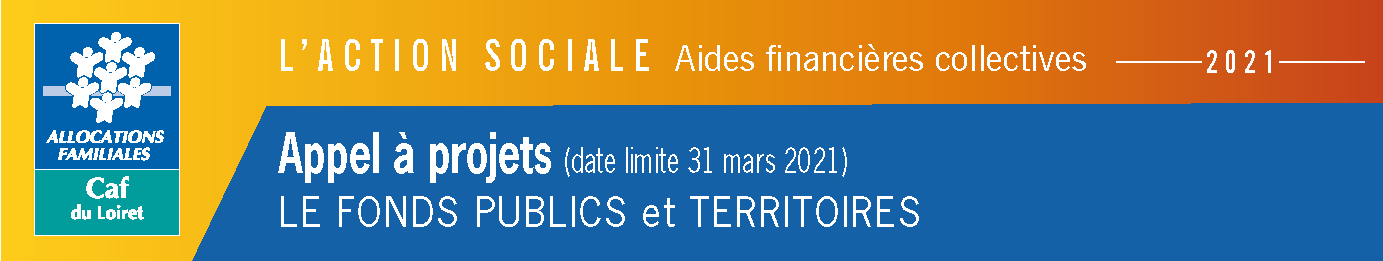 ALLOCATIONS
FAMILIALES
Caf
du Loiret
L'ACTION SOCIALE Aides financières collectives 2021
Appel à projets (date limite 31 mars 2021)
LE FONDS PUBLICS et TERRITOIRES